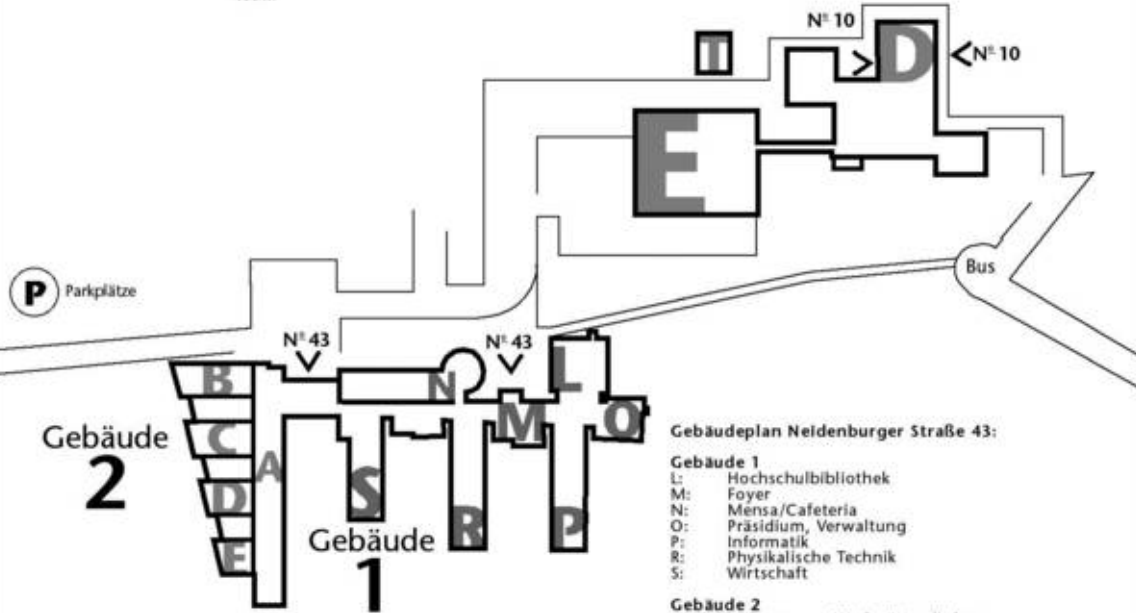 Nº 10
D
Nº 10
T
E
P
Parkplätze
Bus
Nº 43
Nº 43
B
N
L
Gebäude
2
C
M
O
A
D
S
R
P
Gebäude
1
Gebäudeplan Neidenburger Straße 43:
Gebäude 1
L: Hochschulbibliothek
M: Foyer
N: Mensa/Cafeteria
O: Präsidium, Verwaltung
P: Informatik
R: Physikalische Technik
S: Wirtschaft
Gebäude 2